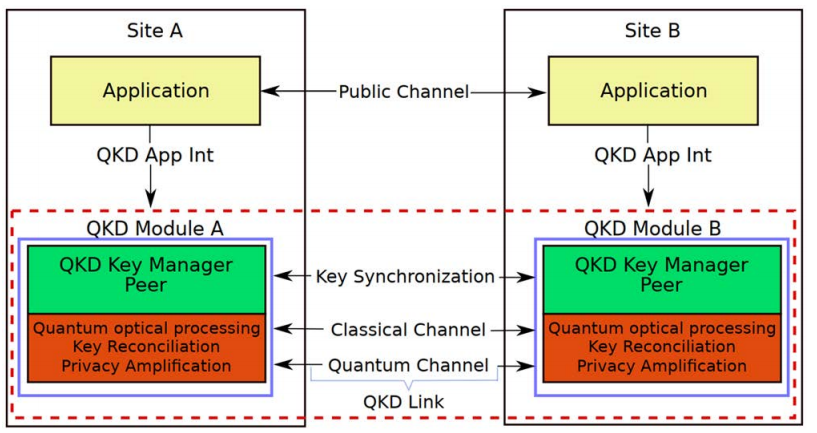 Site A
Site B
Application
Public Channel
Application
QKD App Int
QKD App Int
QKD Module A
QKD Module B
QKD Key Manager
Peer
Key Synchronization
QKD Key Manager
Peer
Quantum optical processing
Key Reconciliation
Privacy Amplification
Classical Channel
Quantum Channel
Quantum optical processing
Key Reconciliation
Privacy Amplification
QKD Link